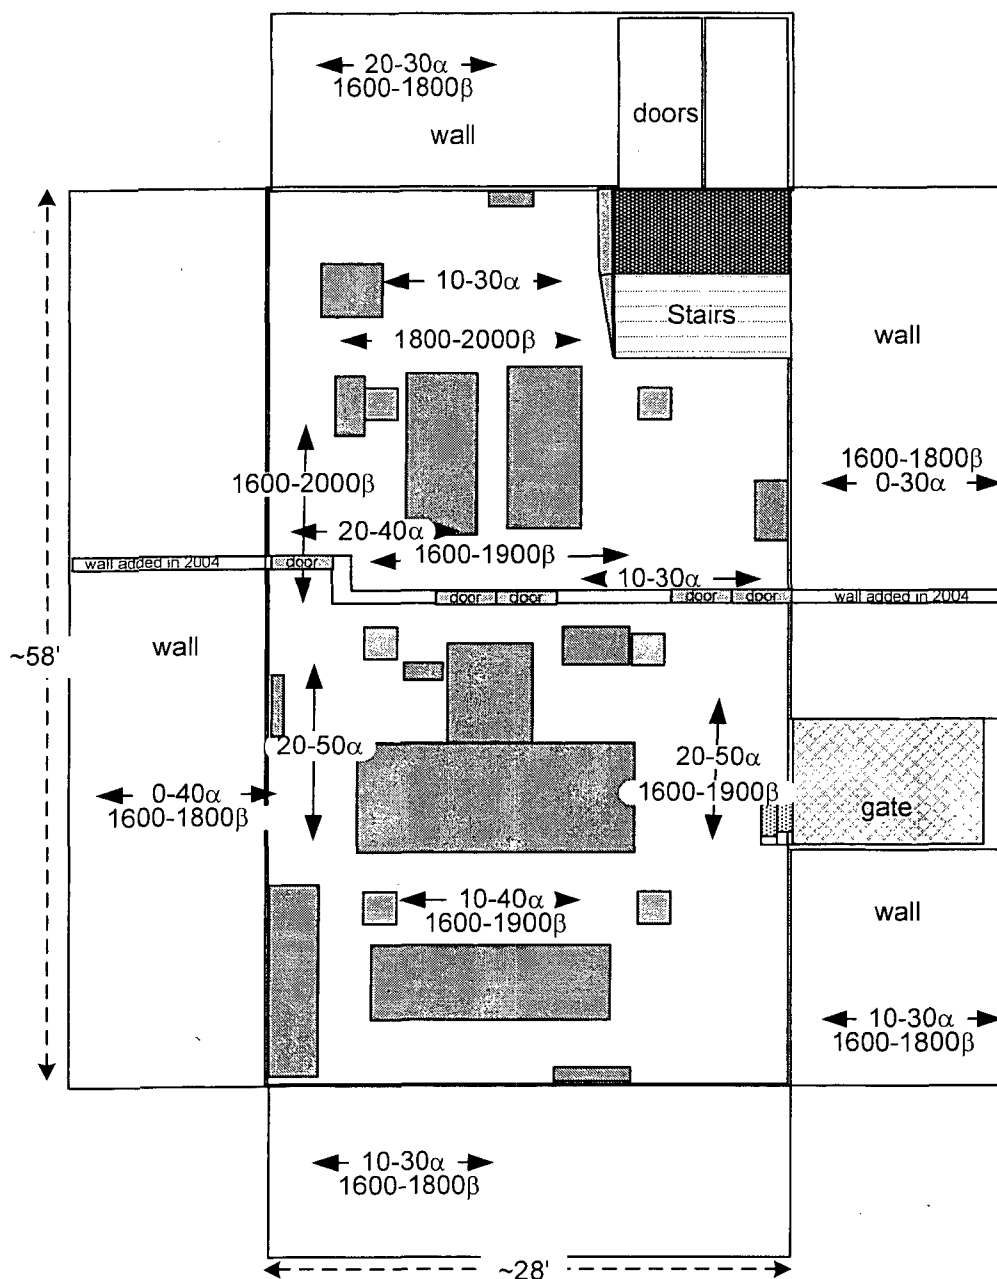 20-30α
1600-1800β
wall
doors
10-30α
Stairs
1800-2000β
wall
1600-1800β
1600-2000β
0-30α
20-40α
1600-1900β
wall added in 2004
door
10-30α
door
door
door
door
wall added in 2004
~58'
wall
20-50α
20-50α
1600-1900β
0-40α
1600-1800β
gate
10-40α
1600-1900β
wall
10-30α
1600-1800β
10-30α
1600-1800β
~28'